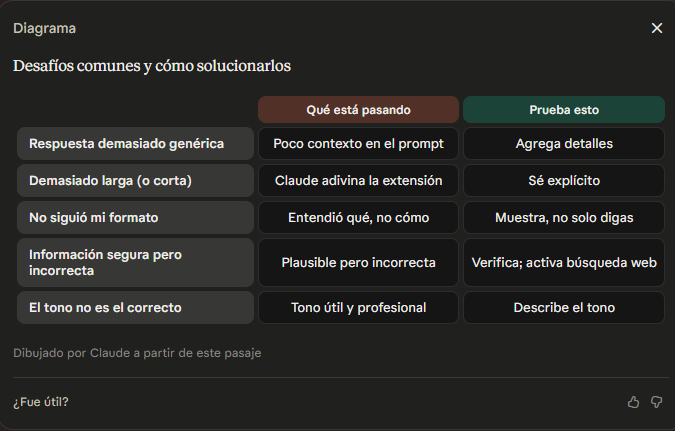 Diagrama
Desafíos comunes y cómo solucionarlos
Qué está pasando
Prueba esto
Respuesta demasiado genérica
Poco contexto en el prompt
Agrega detalles
Demasiado larga (o corta)
Claude adivina la extensión
Sé explícito
No siguió mi formato
Entendió qué, no cómo
Muestra, no solo digas
Información segura pero
incorrecta
Plausible pero incorrecta
Verifica; activa búsqueda web
El tono no es el correcto
Tono útil y profesional
Describe el tono
Dibujado por Claude a partir de este pasaje
¿Fue útil?